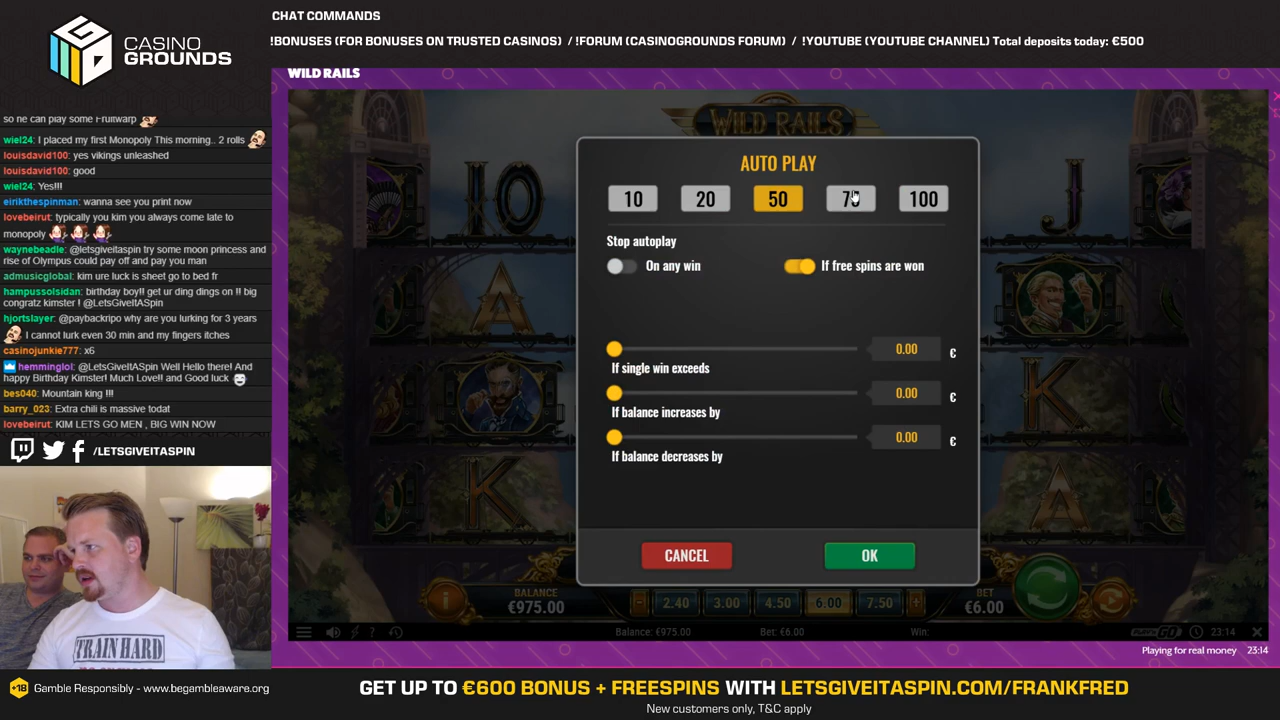 CHAT COMMANDS
!BONUSES (FOR BONUSES ON TRUSTED CASINOS) / !FORUM (CASINOGROUNDS FORUM) / !YOUTUBE (YOUTUBE CHANNEL) Total deposits today: €500
CASINO
GROUNDS
so he can play some Fruitwarp
wiel24: I placed my first Monopoly This morning.. 2 rolls
louisdavid100: yes vikings unleashed
louisdavid100: good
wiel24: Yes!!!
eirikthespinman: wanna see you print now
lovebeirut: typically you kim you always come late to
monopoly
waynebeadle: @letsgiveitaspin try some moon princess and
rise of Olympus could pay off and pay you man
admusicglobal: kim ure luck is sheet go to bed fr
hampussolsidan: birthday boy!! get ur ding dings on !! big
congratz kimster ! @LetsGiveItASpin
hjortslayer: @paybackripo why are you lurking for 3 years
I cannot lurk even 30 min and my fingers itches
casinojunkie777: x6
hemminglol: @LetsGiveItASpin Well Hello there! And
happy Birthday Kimster! Much Love!! and Good luck
bes040: Mountain king !!!
barry_023: Extra chili is massive todat
lovebeirut: KIM LETS GO MEN , BIG WIN NOW
/LETSGIVEITASPIN
WILD RAILS
WILD RAILS
10
J
A
K
K
A
AUTO PLAY
10 20 50 75 100
Stop autoplay
On any win If free spins are won
0.00 €
If single win exceeds
0.00 €
If balance increases by
0.00 €
If balance decreases by
CANCEL OK
BALANCE
€975.00
- 2.40 3.00 4.50 6.00 7.50 +
BET
€6.00
Balance: €975.00 Bet: €6.00 Win:
PLAY'N GO 23:14
Playing for real money 23:14
TRAIN HARD
+18 Gamble Responsibly - www.begambleaware.org
GET UP TO €600 BONUS + FREESPINS WITH LETSGIVEITASPIN.COM/FRANKFRED
New customers only, T&C apply